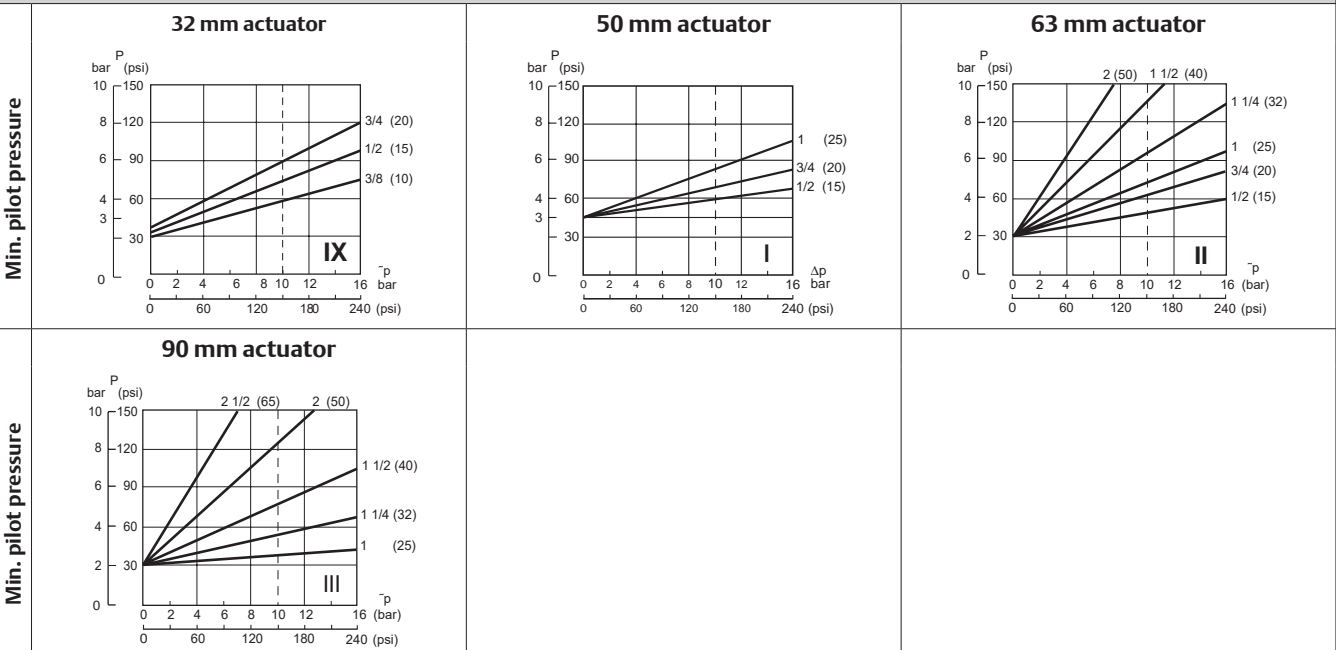 32 mm actuator
50 mm actuator
63 mm actuator
Min. pilot pressure
P
bar (psi)
10 150
8 120
6 90
4 60
3
30
0
3/4 (20)
1/2 (15)
3/8 (10)
IX
0 2 4 6 8 10 12 16
¯p
bar
0 60 120 180 240 (psi)
P
bar (psi)
10 150
8 120
6 90
4 60
3
30
0
1 (25)
3/4 (20)
1/2 (15)
I
0 2 4 6 8 10 12 16
Δp
bar
0 60 120 180 240 (psi)
P
bar (psi)
10 150
8 120
6 90
4 60
2 30
0
2 (50) 1 1/2 (40)
1 1/4 (32)
1 (25)
3/4 (20)
1/2 (15)
II
¯p
0 2 4 6 8 10 12 16 (bar)
0 60 120 180 240 (psi)
90 mm actuator
Min. pilot pressure
P
bar (psi)
10 150
8 120
6 90
4 60
2 30
0
2 1/2 (65) 2 (50)
1 1/2 (40)
1 1/4 (32)
1 (25)
III
¯p
0 2 4 6 8 10 12 16 (bar)
0 60 120 180 240 (psi)